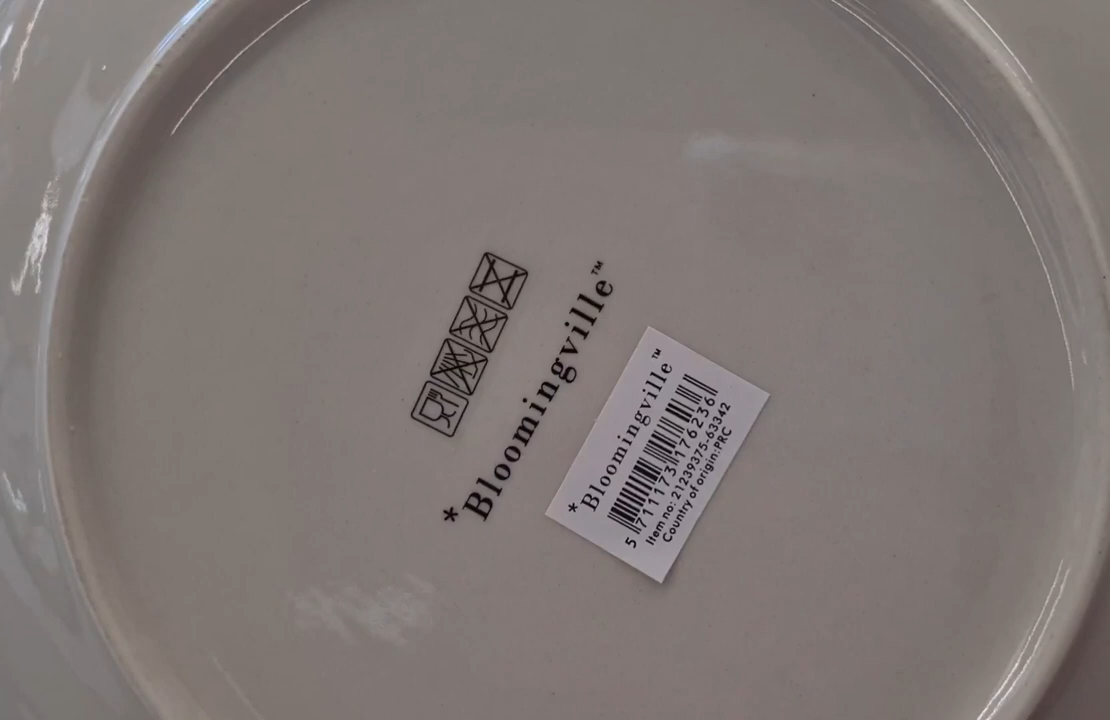 *Bloomingville™
*Bloomingville™
5 711173 176236
Item no: 21239375-63342
Country of origin:PRC